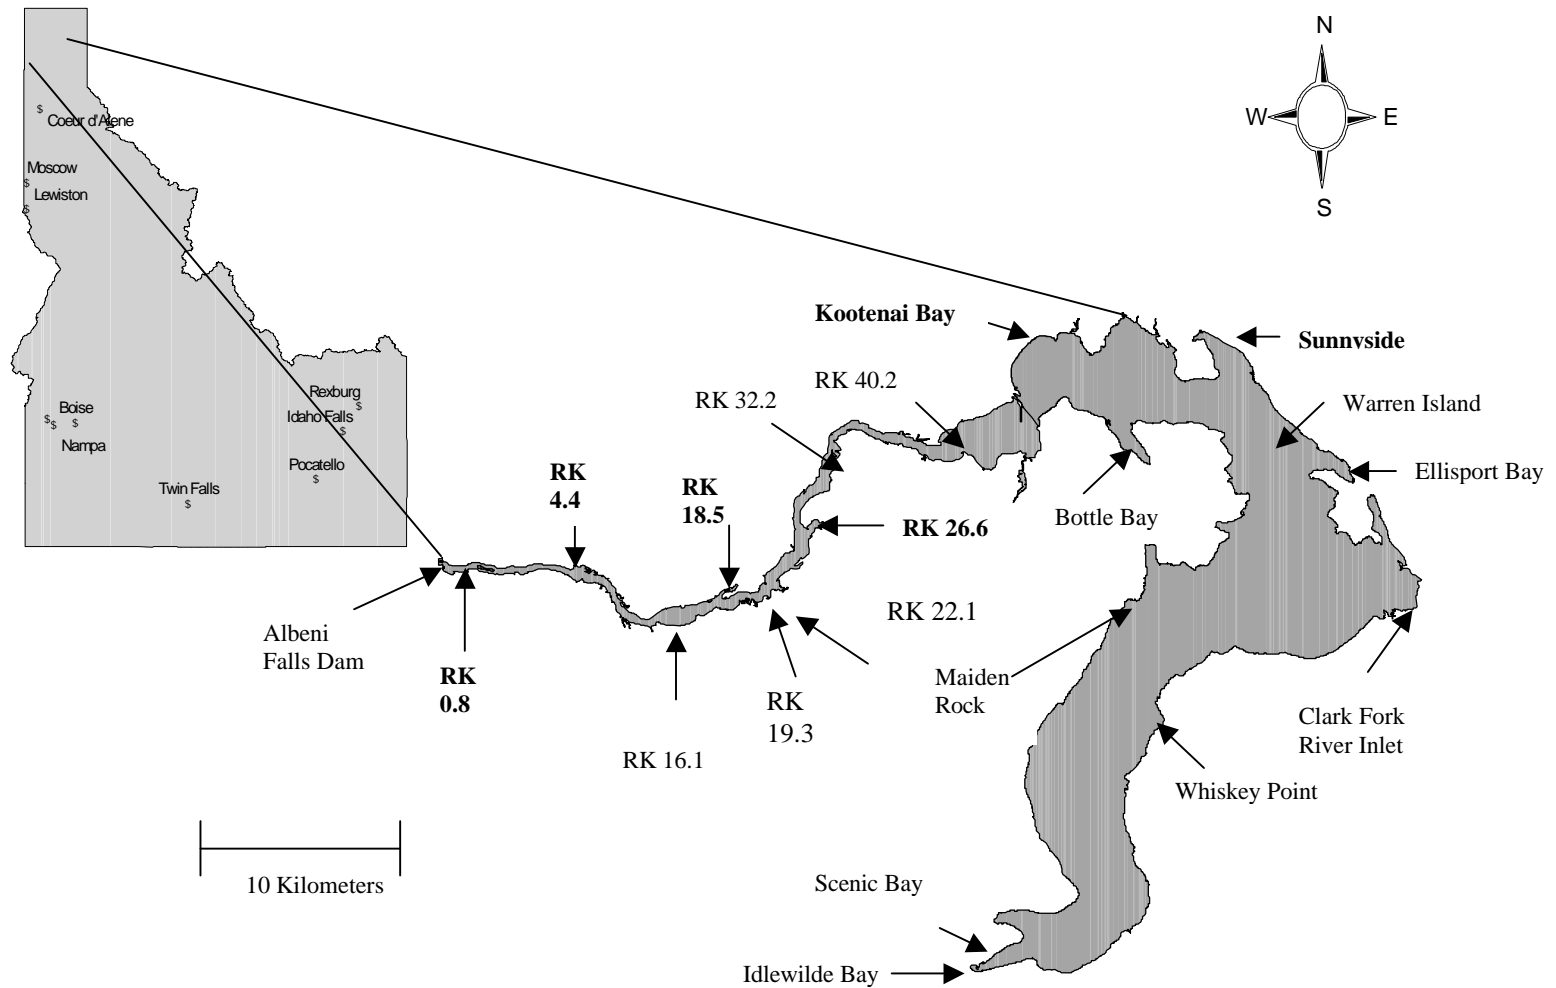 N
W
E
S
Coeur d'Alene
Moscow
Lewiston
Boise
Nampa
Twin Falls
Rexburg
Idaho Falls
Pocatello
Kootenai Bay
Sunnvside
RK 40.2
RK 32.2
Warren Island
Ellisport Bay
RK
4.4
RK
18.5
Bottle Bay
RK 26.6
RK 22.1
Albeni
Falls Dam
RK
0.8
RK
19.3
RK 16.1
Maiden
Rock
Clark Fork
River Inlet
Whiskey Point
10 Kilometers
Scenic Bay
Idlewilde Bay